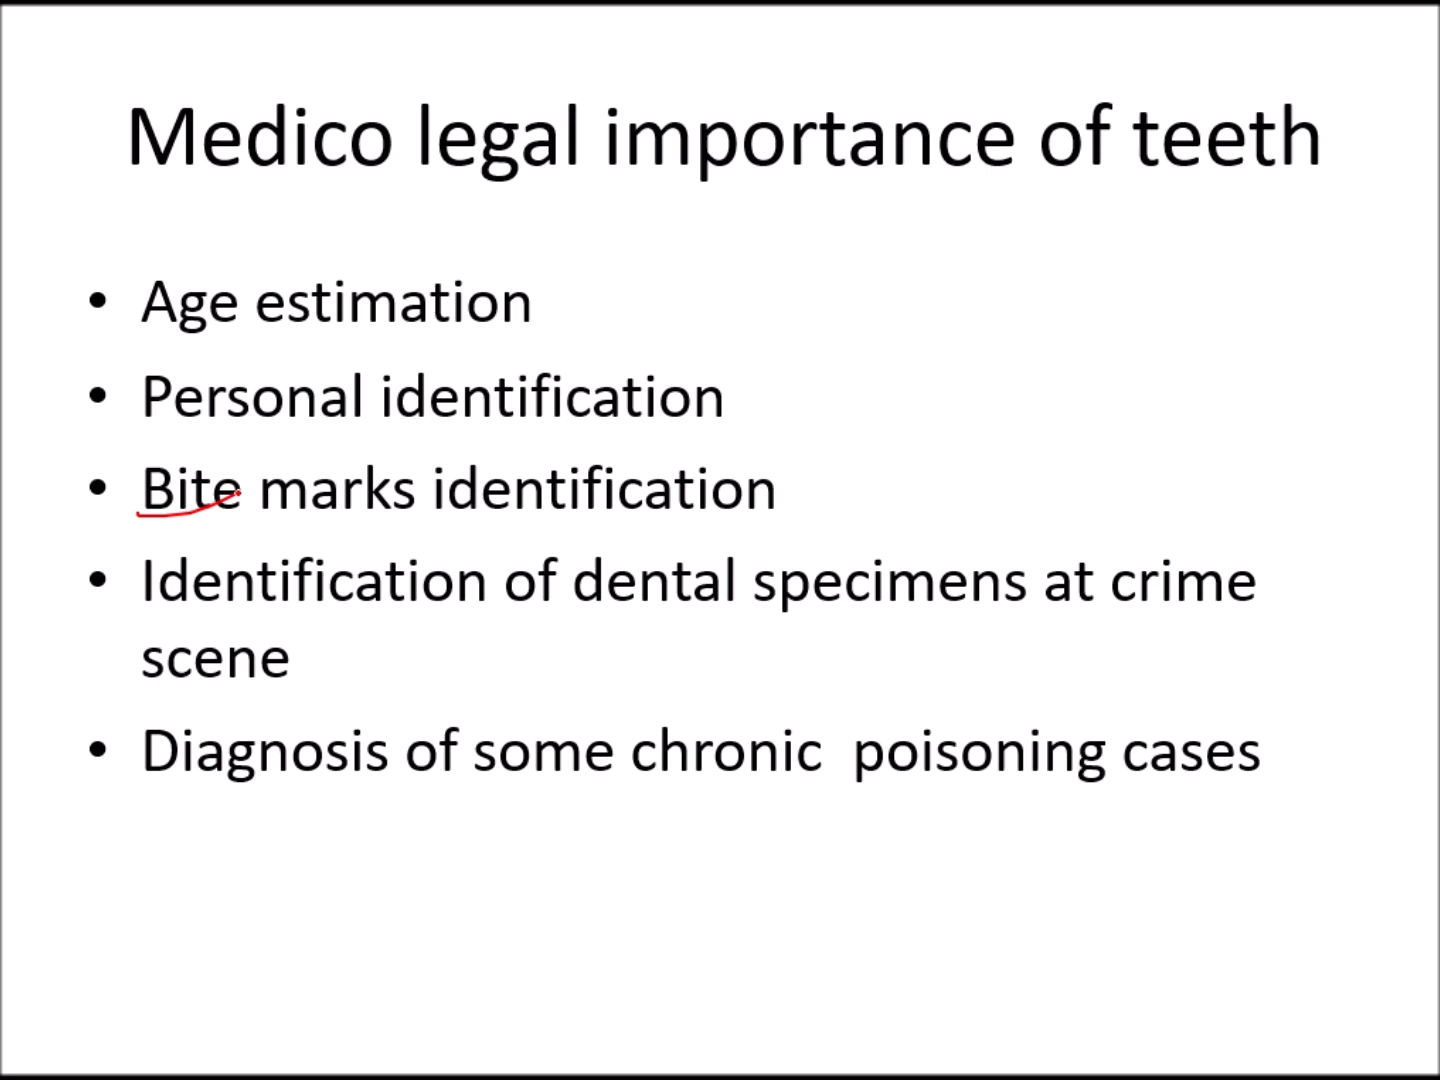 Medico legal importance of teeth
• Age estimation
• Personal identification
• Bite marks identification
• Identification of dental specimens at crime
scene
• Diagnosis of some chronic  poisoning cases